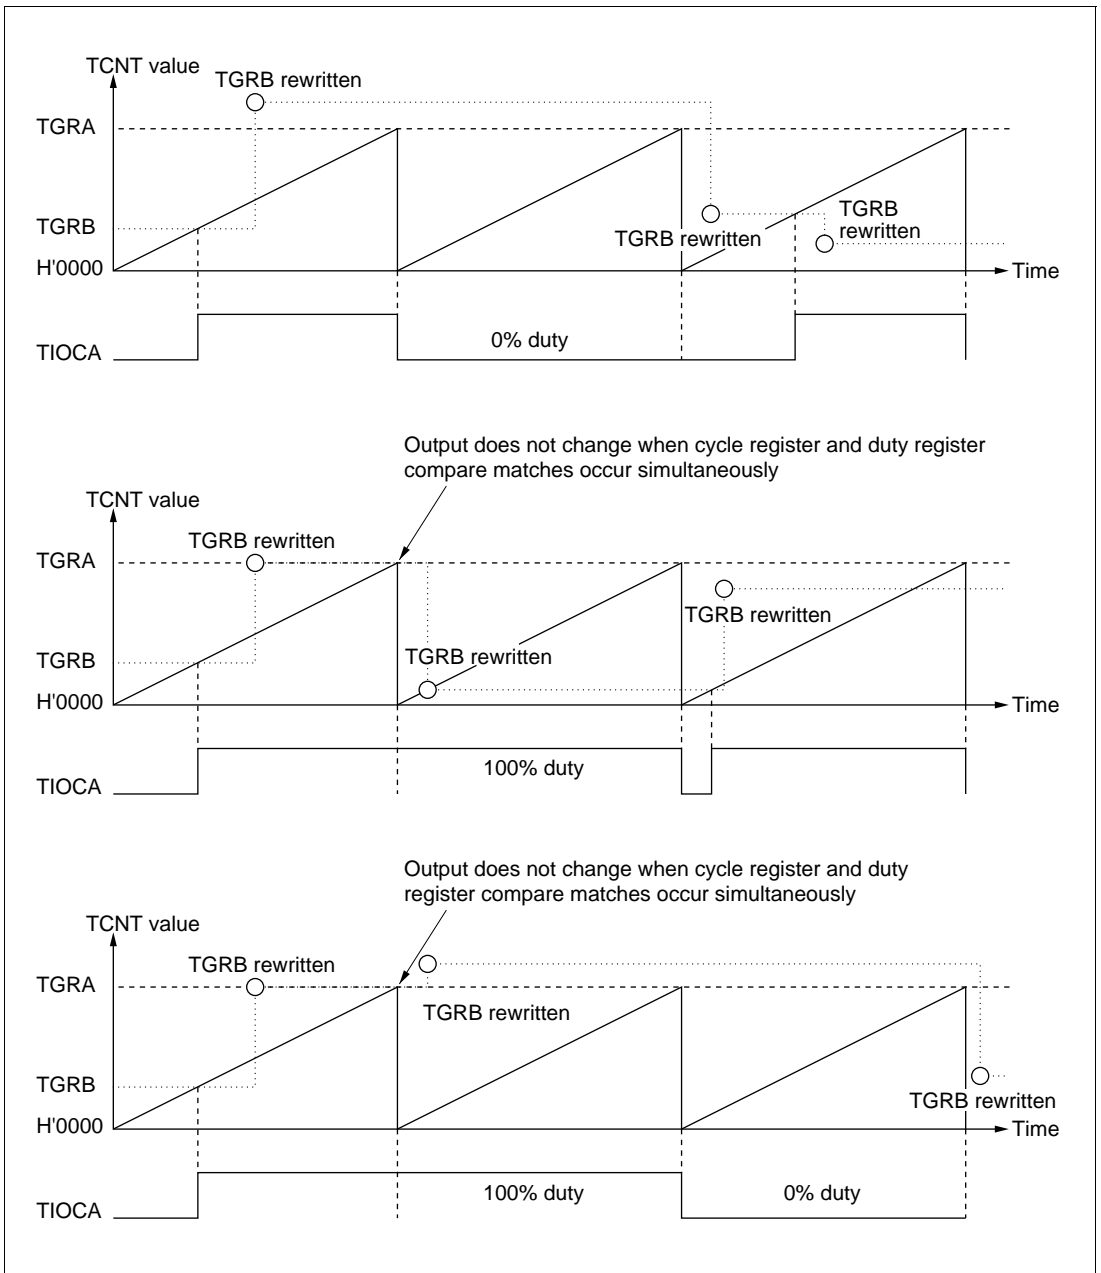 TCNT value
TGRB rewritten
TGRA
TGRB
TGRB
rewritten
TGRB rewritten
H'0000
Time
0% duty
TIOCA
Output does not change when cycle register and duty register
compare matches occur simultaneously
TCNT value
TGRB rewritten
TGRA
TGRB rewritten
TGRB
TGRB rewritten
H'0000
Time
100% duty
TIOCA
Output does not change when cycle register and duty
register compare matches occur simultaneously
TCNT value
TGRB rewritten
TGRA
TGRB rewritten
TGRB
TGRB rewritten
H'0000
Time
100% duty
0% duty
TIOCA